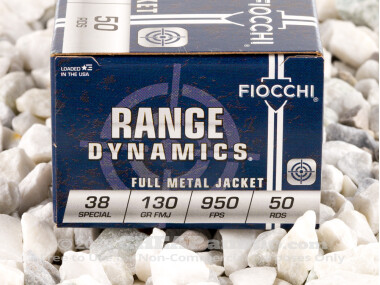 50
RDS
LOADED
IN THE USA
FIOCCHI®
RANGE
DYNAMICS®
FULL METAL JACKET
38 130 950 50
SPECIAL GR FMJ FPS RDS